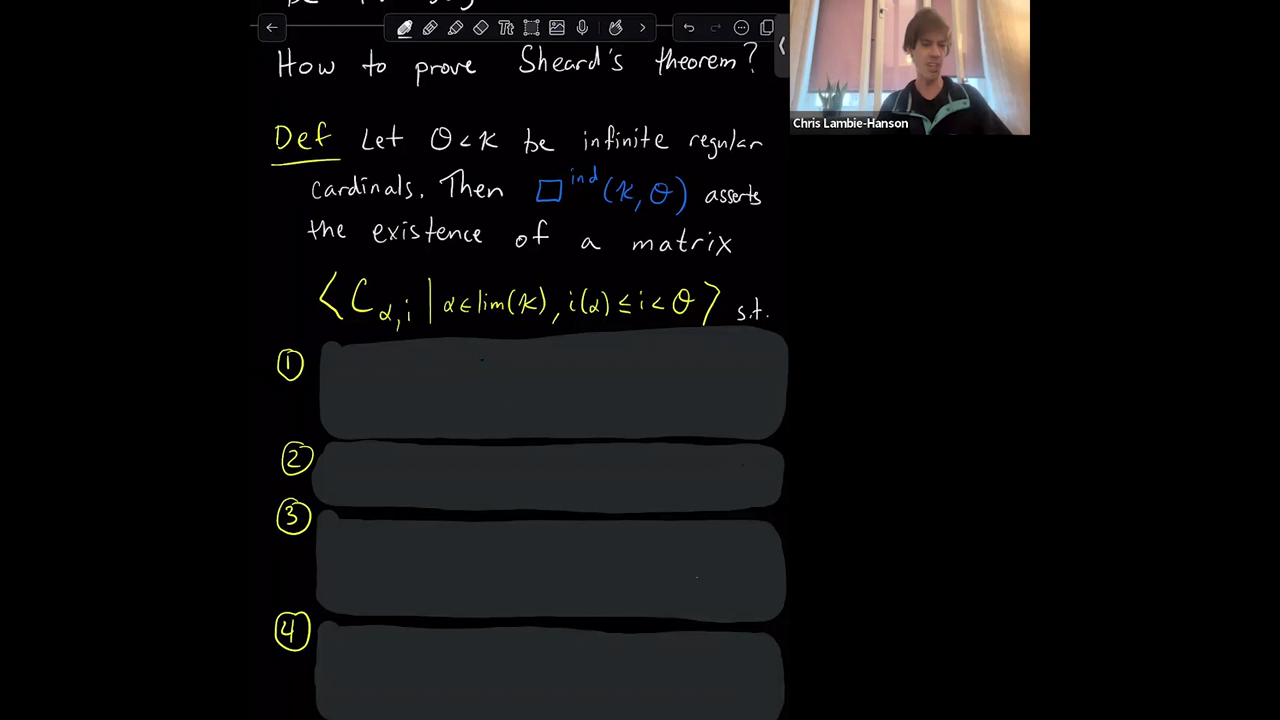 How to prove Sheard's theorem?
Chris Lambie-Hanson
Def Let θ<κ be infinite regular
cardinals. Then □^ind(κ, θ) asserts
the existence of a matrix
⟨C_α,i | α∈lim(κ), i(α) ≤ i < θ⟩ s.t.
①
②
③
④